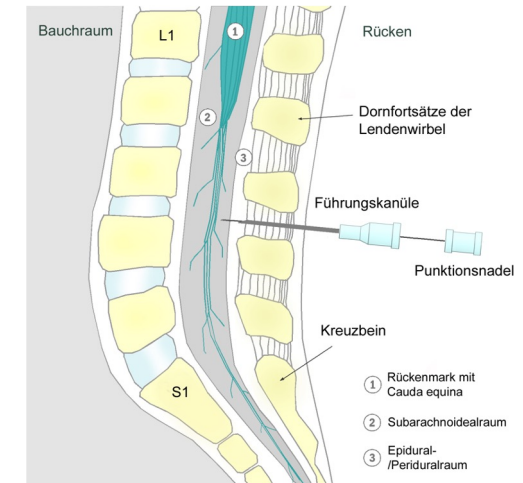 Bauchraum
L1
1
Rücken
2
Dornfortsätze der
Lendenwirbel
3
Führungskanüle
Punktionsnadel
Kreuzbein
S1
1 Rückenmark mit
Cauda equina
2 Subarachnoidealraum
3 Epidural-
/Periduralraum